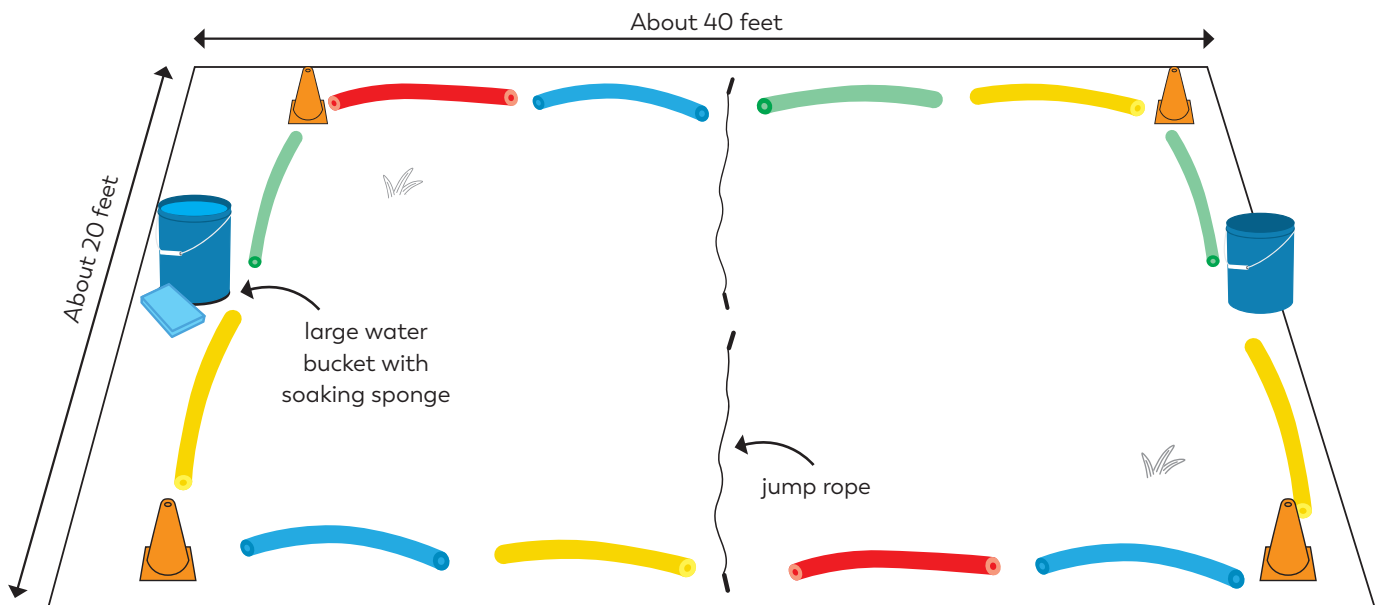 About 40 feet
About 20 feet
large water
bucket with
soaking sponge
jump rope